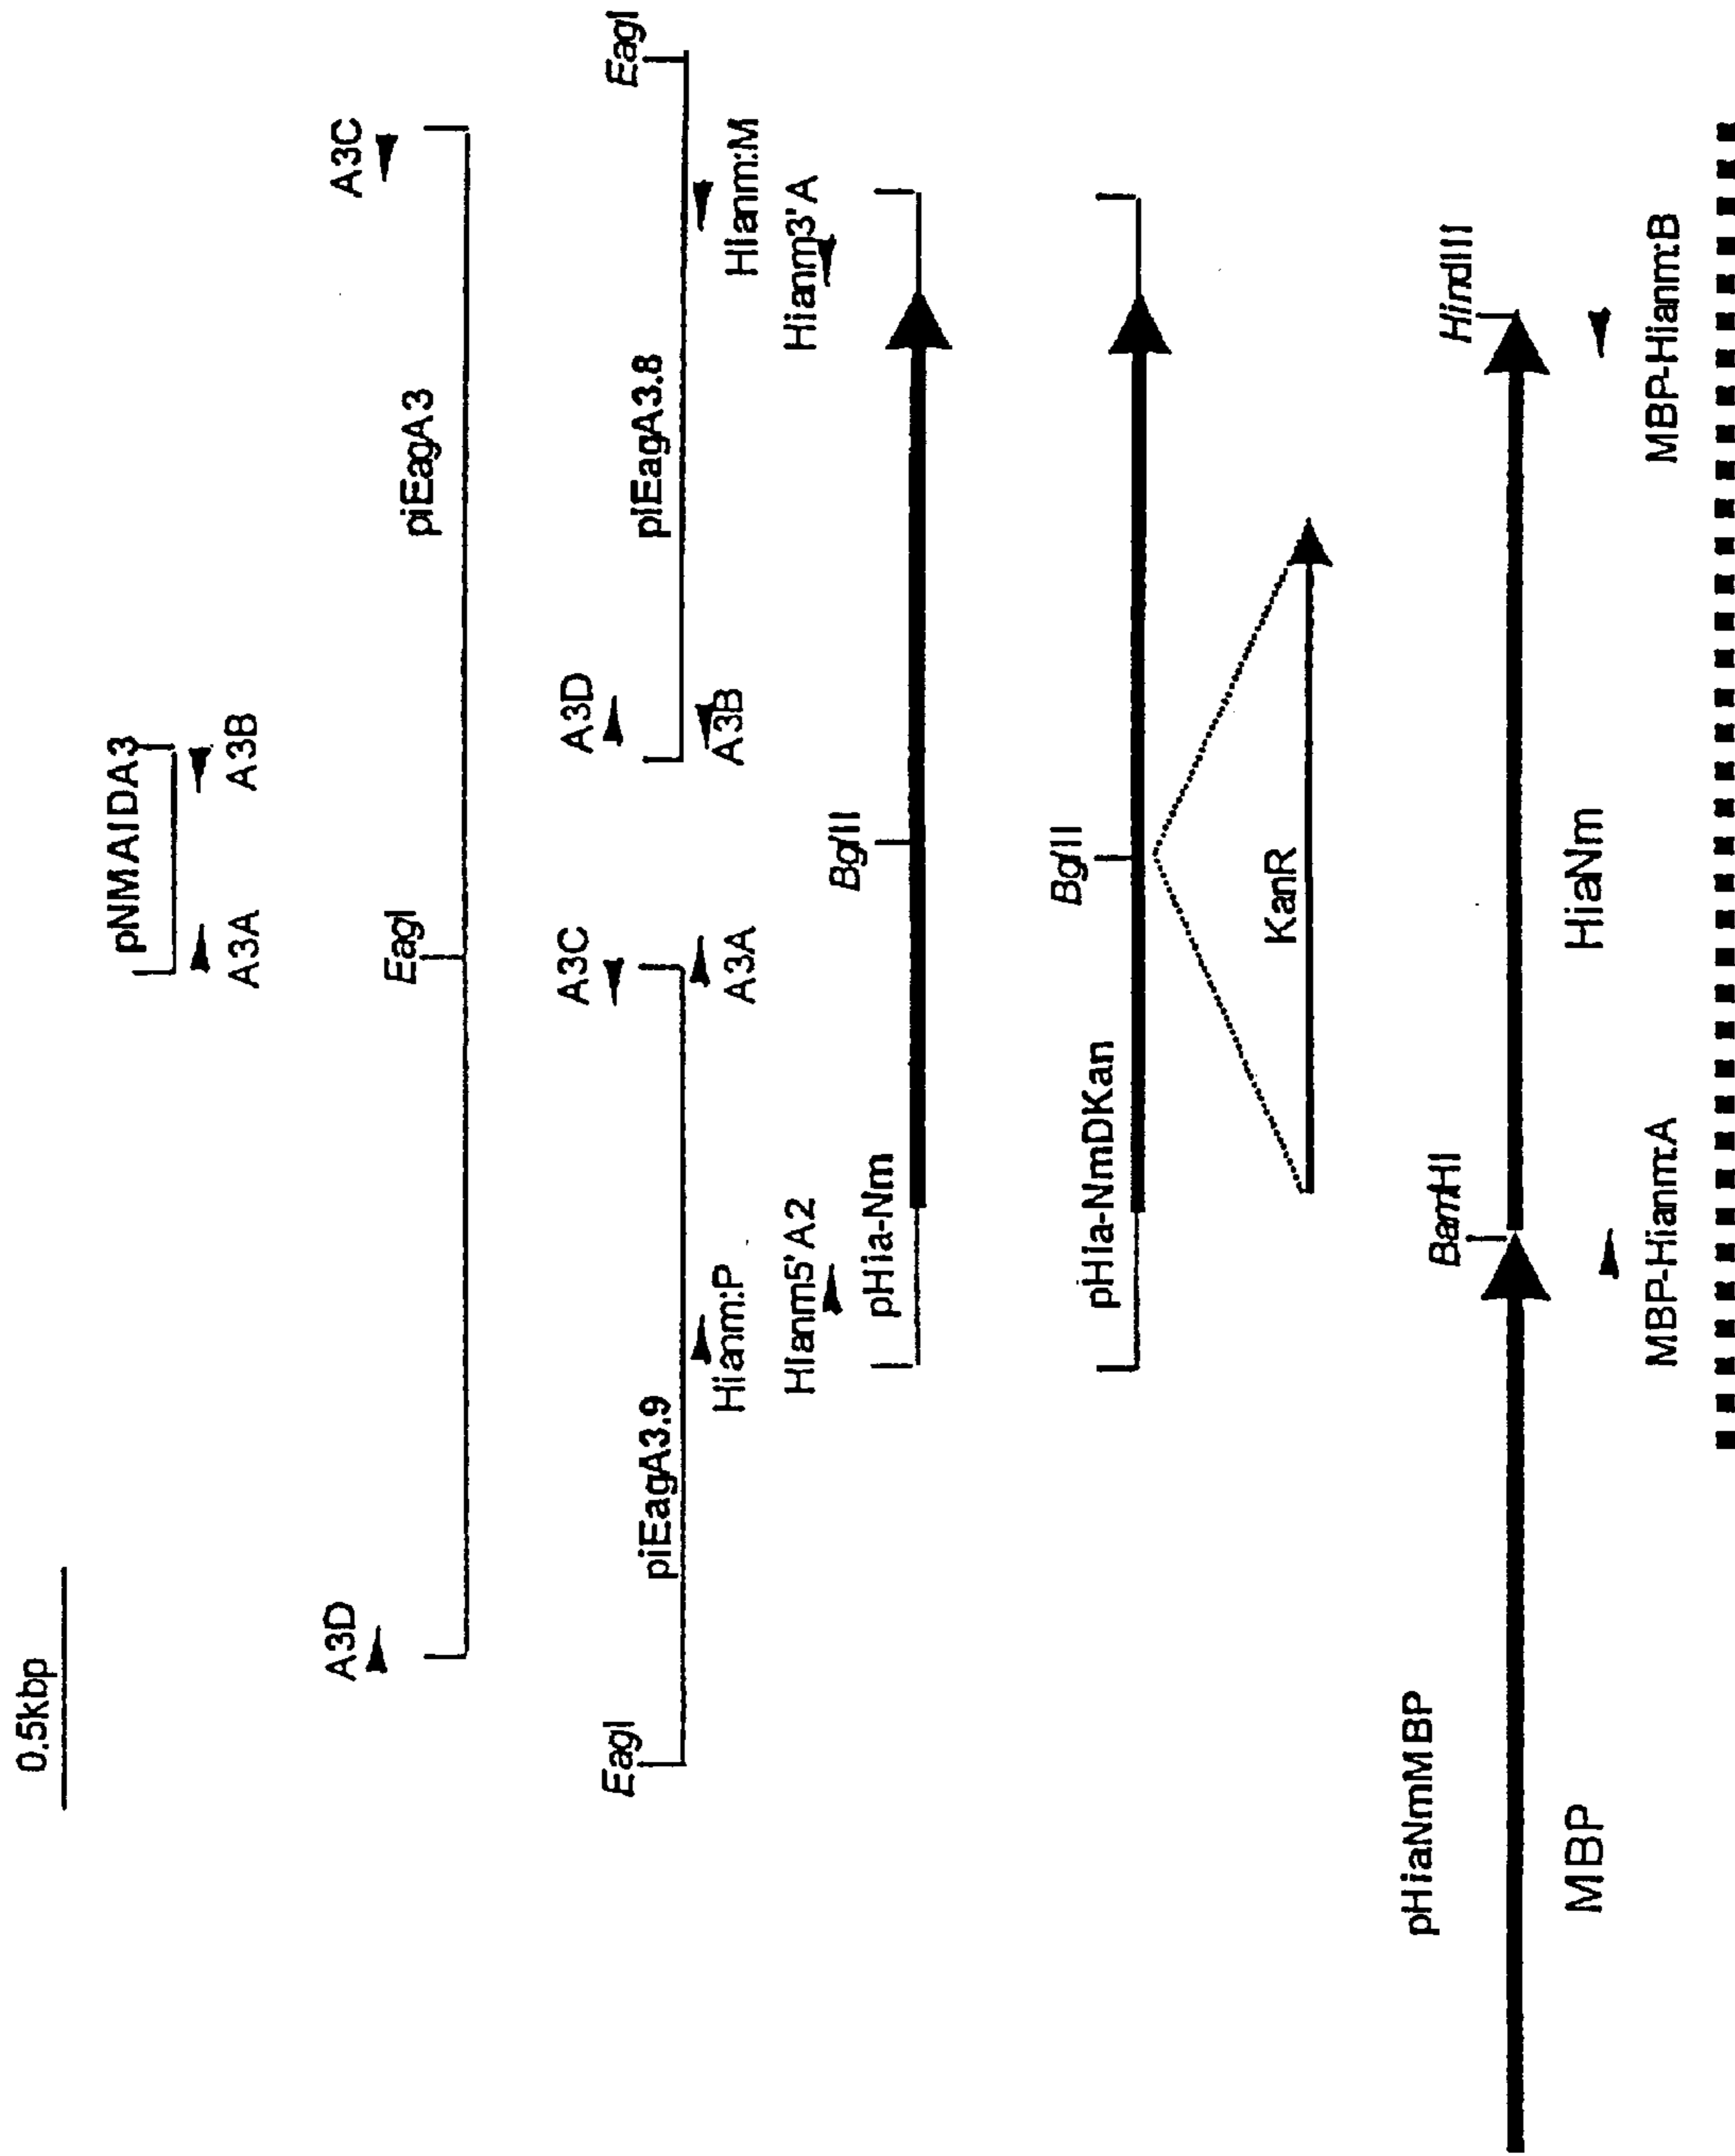 0.5kbp
pNMAIDA3
A3A
A3B
A3D
EagI
piEagA3
A3C
EagI
piEagA3.9
A3C
A3D
piEagA3.8
EagI
Hianm:P
A3A
A3B
Hianm:M
Hianm5'A2
Hianm3'A
pHia-Nm
BglII
pHia-NmDKan
BglII
KanR
pHiaNmMBP
BamHI
HindIII
MBP
HiaNm
MBP-Hianm:A
MBP-Hianm:B